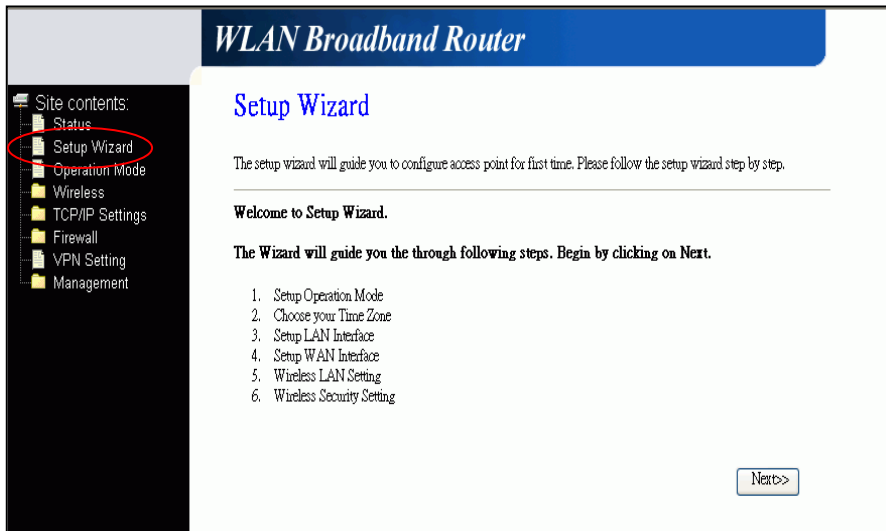 WLAN Broadband Router
Site contents:
Status
Setup Wizard
Operation Mode
Wireless
TCP/IP Settings
Firewall
VPN Setting
Management
Setup Wizard
The setup wizard will guide you to configure access point for first time. Please follow the setup wizard step by step.
Welcome to Setup Wizard.
The Wizard will guide you the through following steps. Begin by clicking on Next.
1. Setup Operation Mode
2. Choose your Time Zone
3. Setup LAN Interface
4. Setup WAN Interface
5. Wireless LAN Setting
6. Wireless Security Setting
Next>>